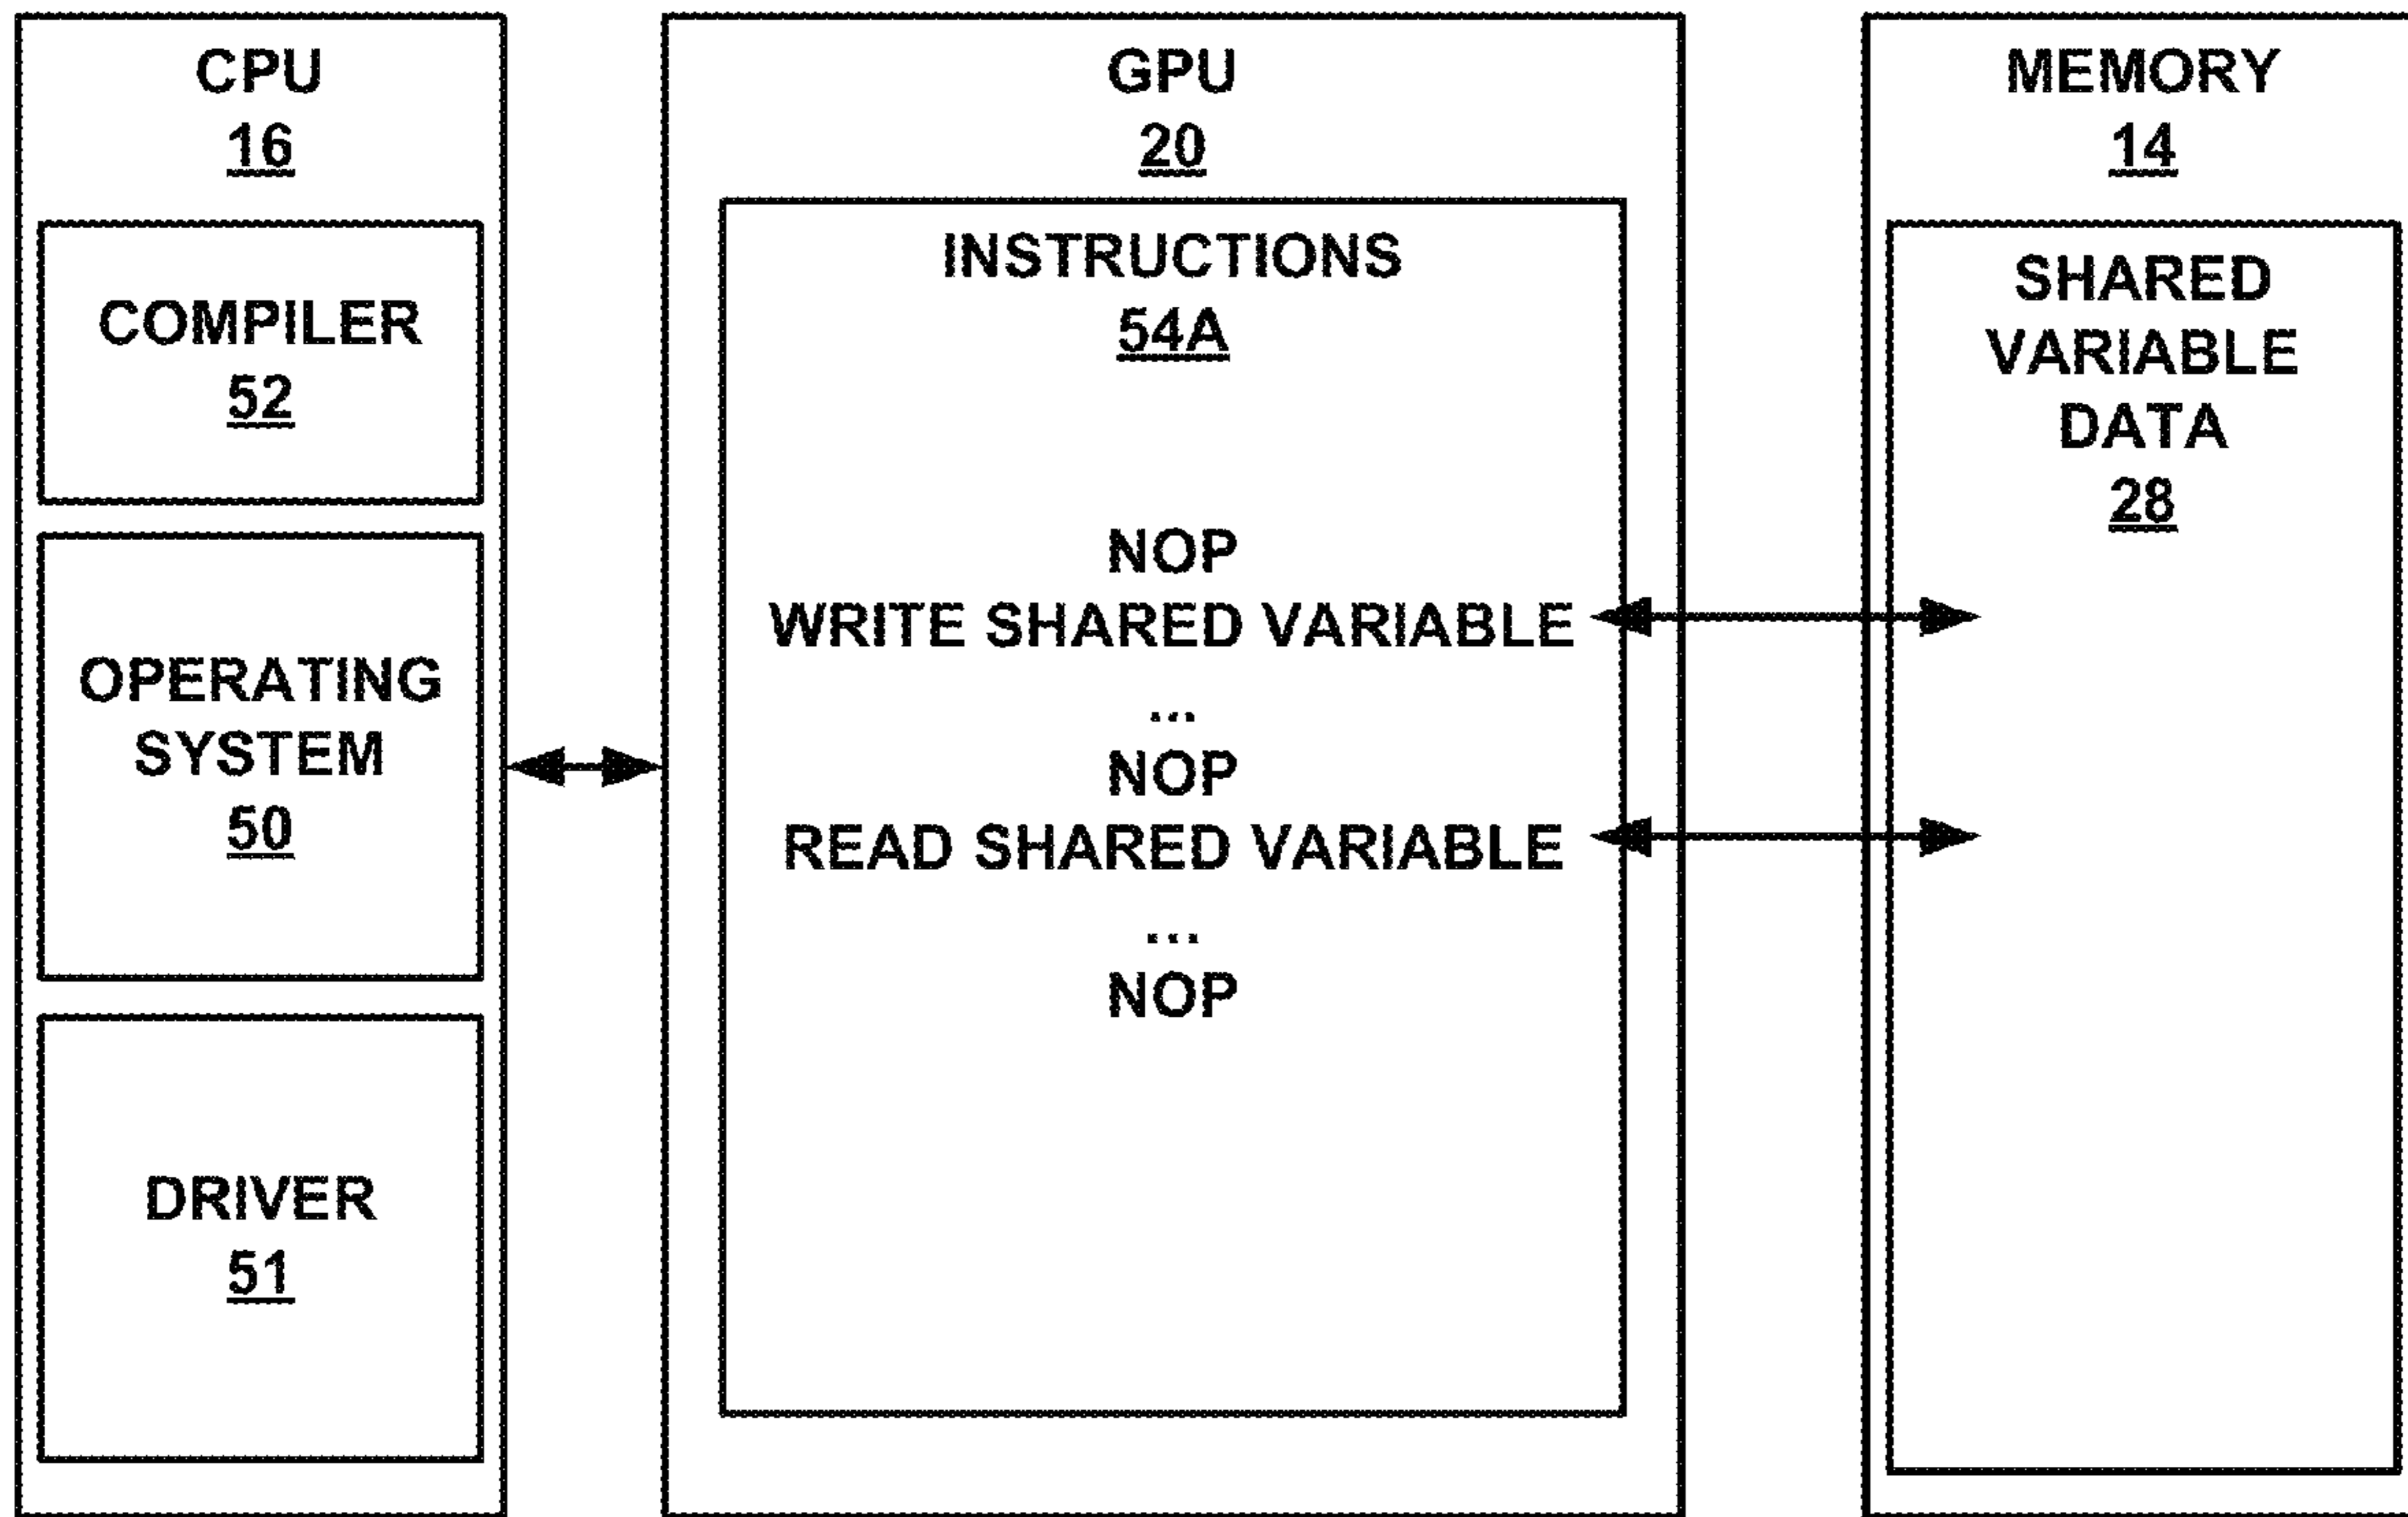 CPU
16
COMPILER
52
OPERATING
SYSTEM
50
DRIVER
51
GPU
20
INSTRUCTIONS
54A
NOP
WRITE SHARED VARIABLE
...
NOP
READ SHARED VARIABLE
...
NOP
MEMORY
14
SHARED
VARIABLE
DATA
28